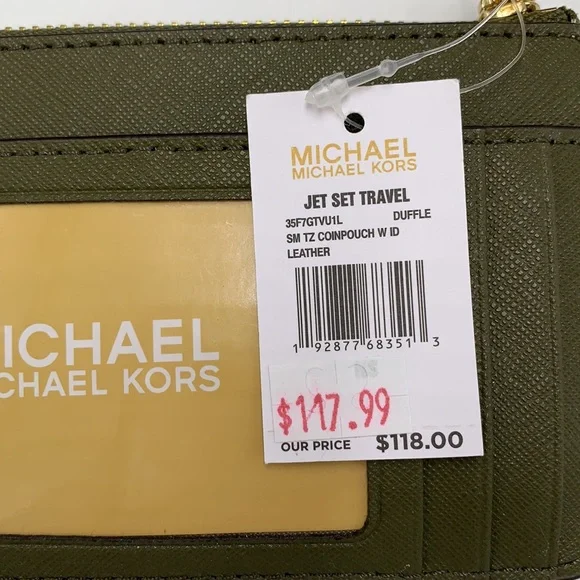 MICHAEL
MICHAEL KORS
JET SET TRAVEL
35F7GTVU1L DUFFLE
SM TZ COINPOUCH W ID
LEATHER
1 92877 68351 3
$117.99
OUR PRICE $118.00
MICHAEL
MICHAEL KORS